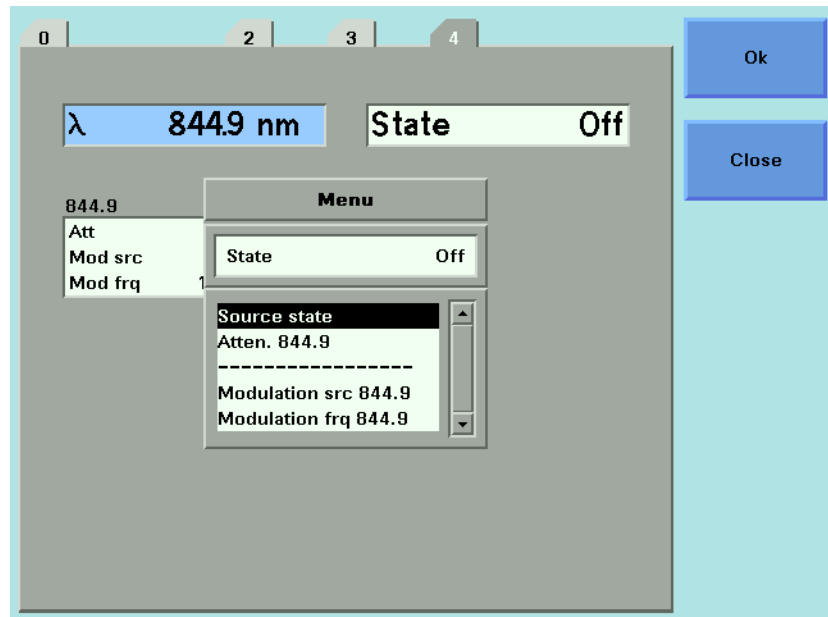 0 2 3 4
Ok
λ 844.9 nm State Off
Close
844.9
Menu
Att
Mod src
Mod frq 1
State Off
Source state
Atten. 844.9
-----------------
Modulation src 844.9
Modulation frq 844.9